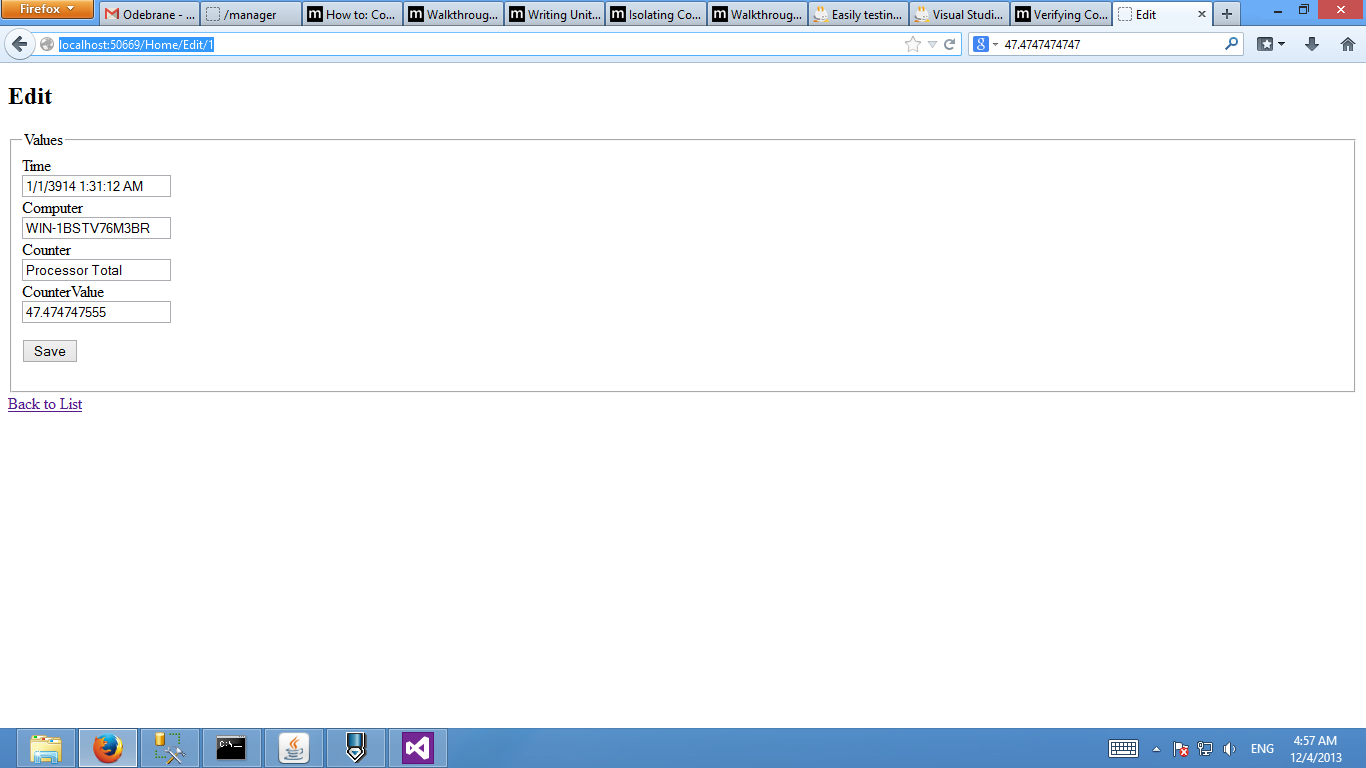 Firefox
Odebrane - ...
/manager
How to: Co...
Walkthroug...
Writing Unit...
Isolating Co...
Walkthroug...
Easily testin...
Visual Studi...
Verifying Co...
Edit
localhost:50669/Home/Edit/1
47.4747474747
Edit
Values
Time
1/1/3914 1:31:12 AM
Computer
WIN-1BSTV76M3BR
Counter
Processor Total
CounterValue
47.474747555
Save
Back to List
ENG
4:57 AM
12/4/2013